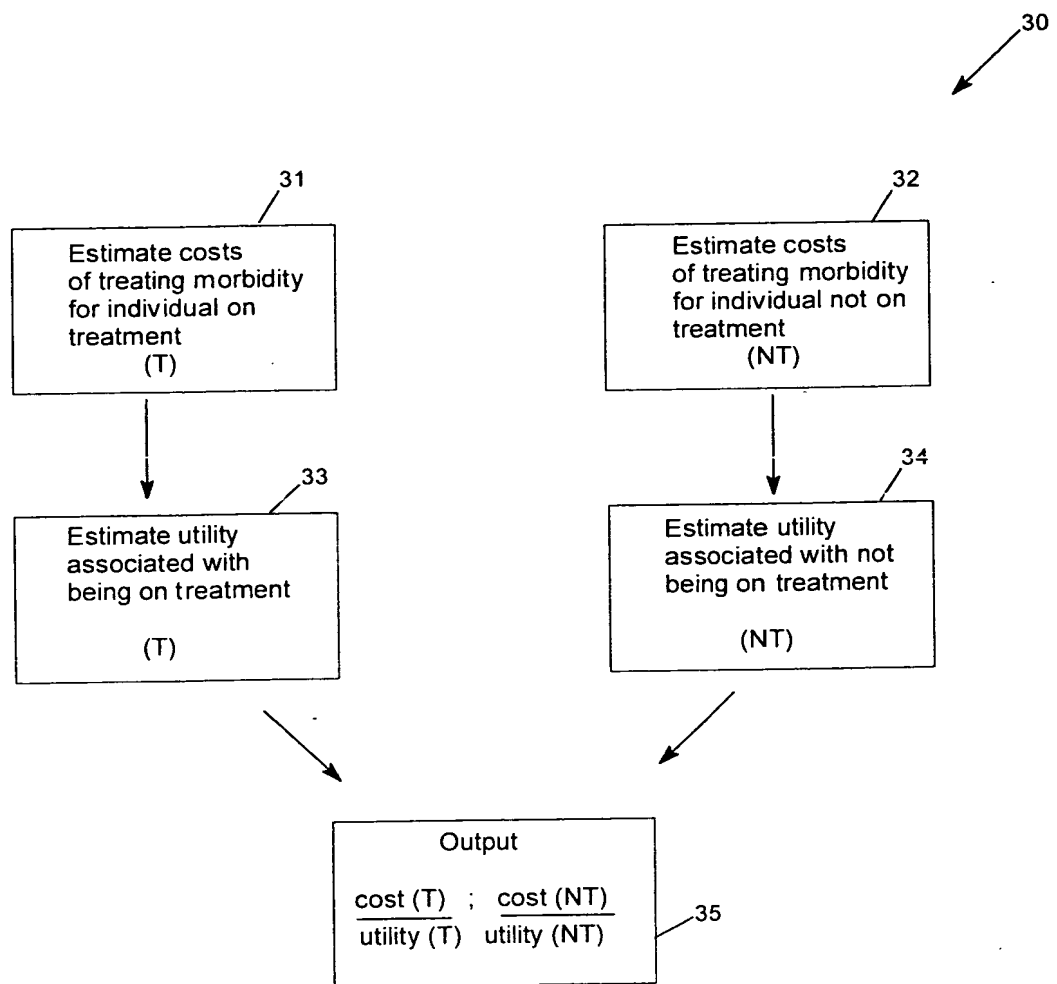 30
31
Estimate costs
of treating morbidity
for individual on
treatment
(T)
32
Estimate costs
of treating morbidity
for individual not on
treatment
(NT)
33
Estimate utility
associated with
being on treatment
(T)
34
Estimate utility
associated with not
being on treatment
(NT)
Output
cost (T) ; cost (NT)
utility (T) utility (NT)
35